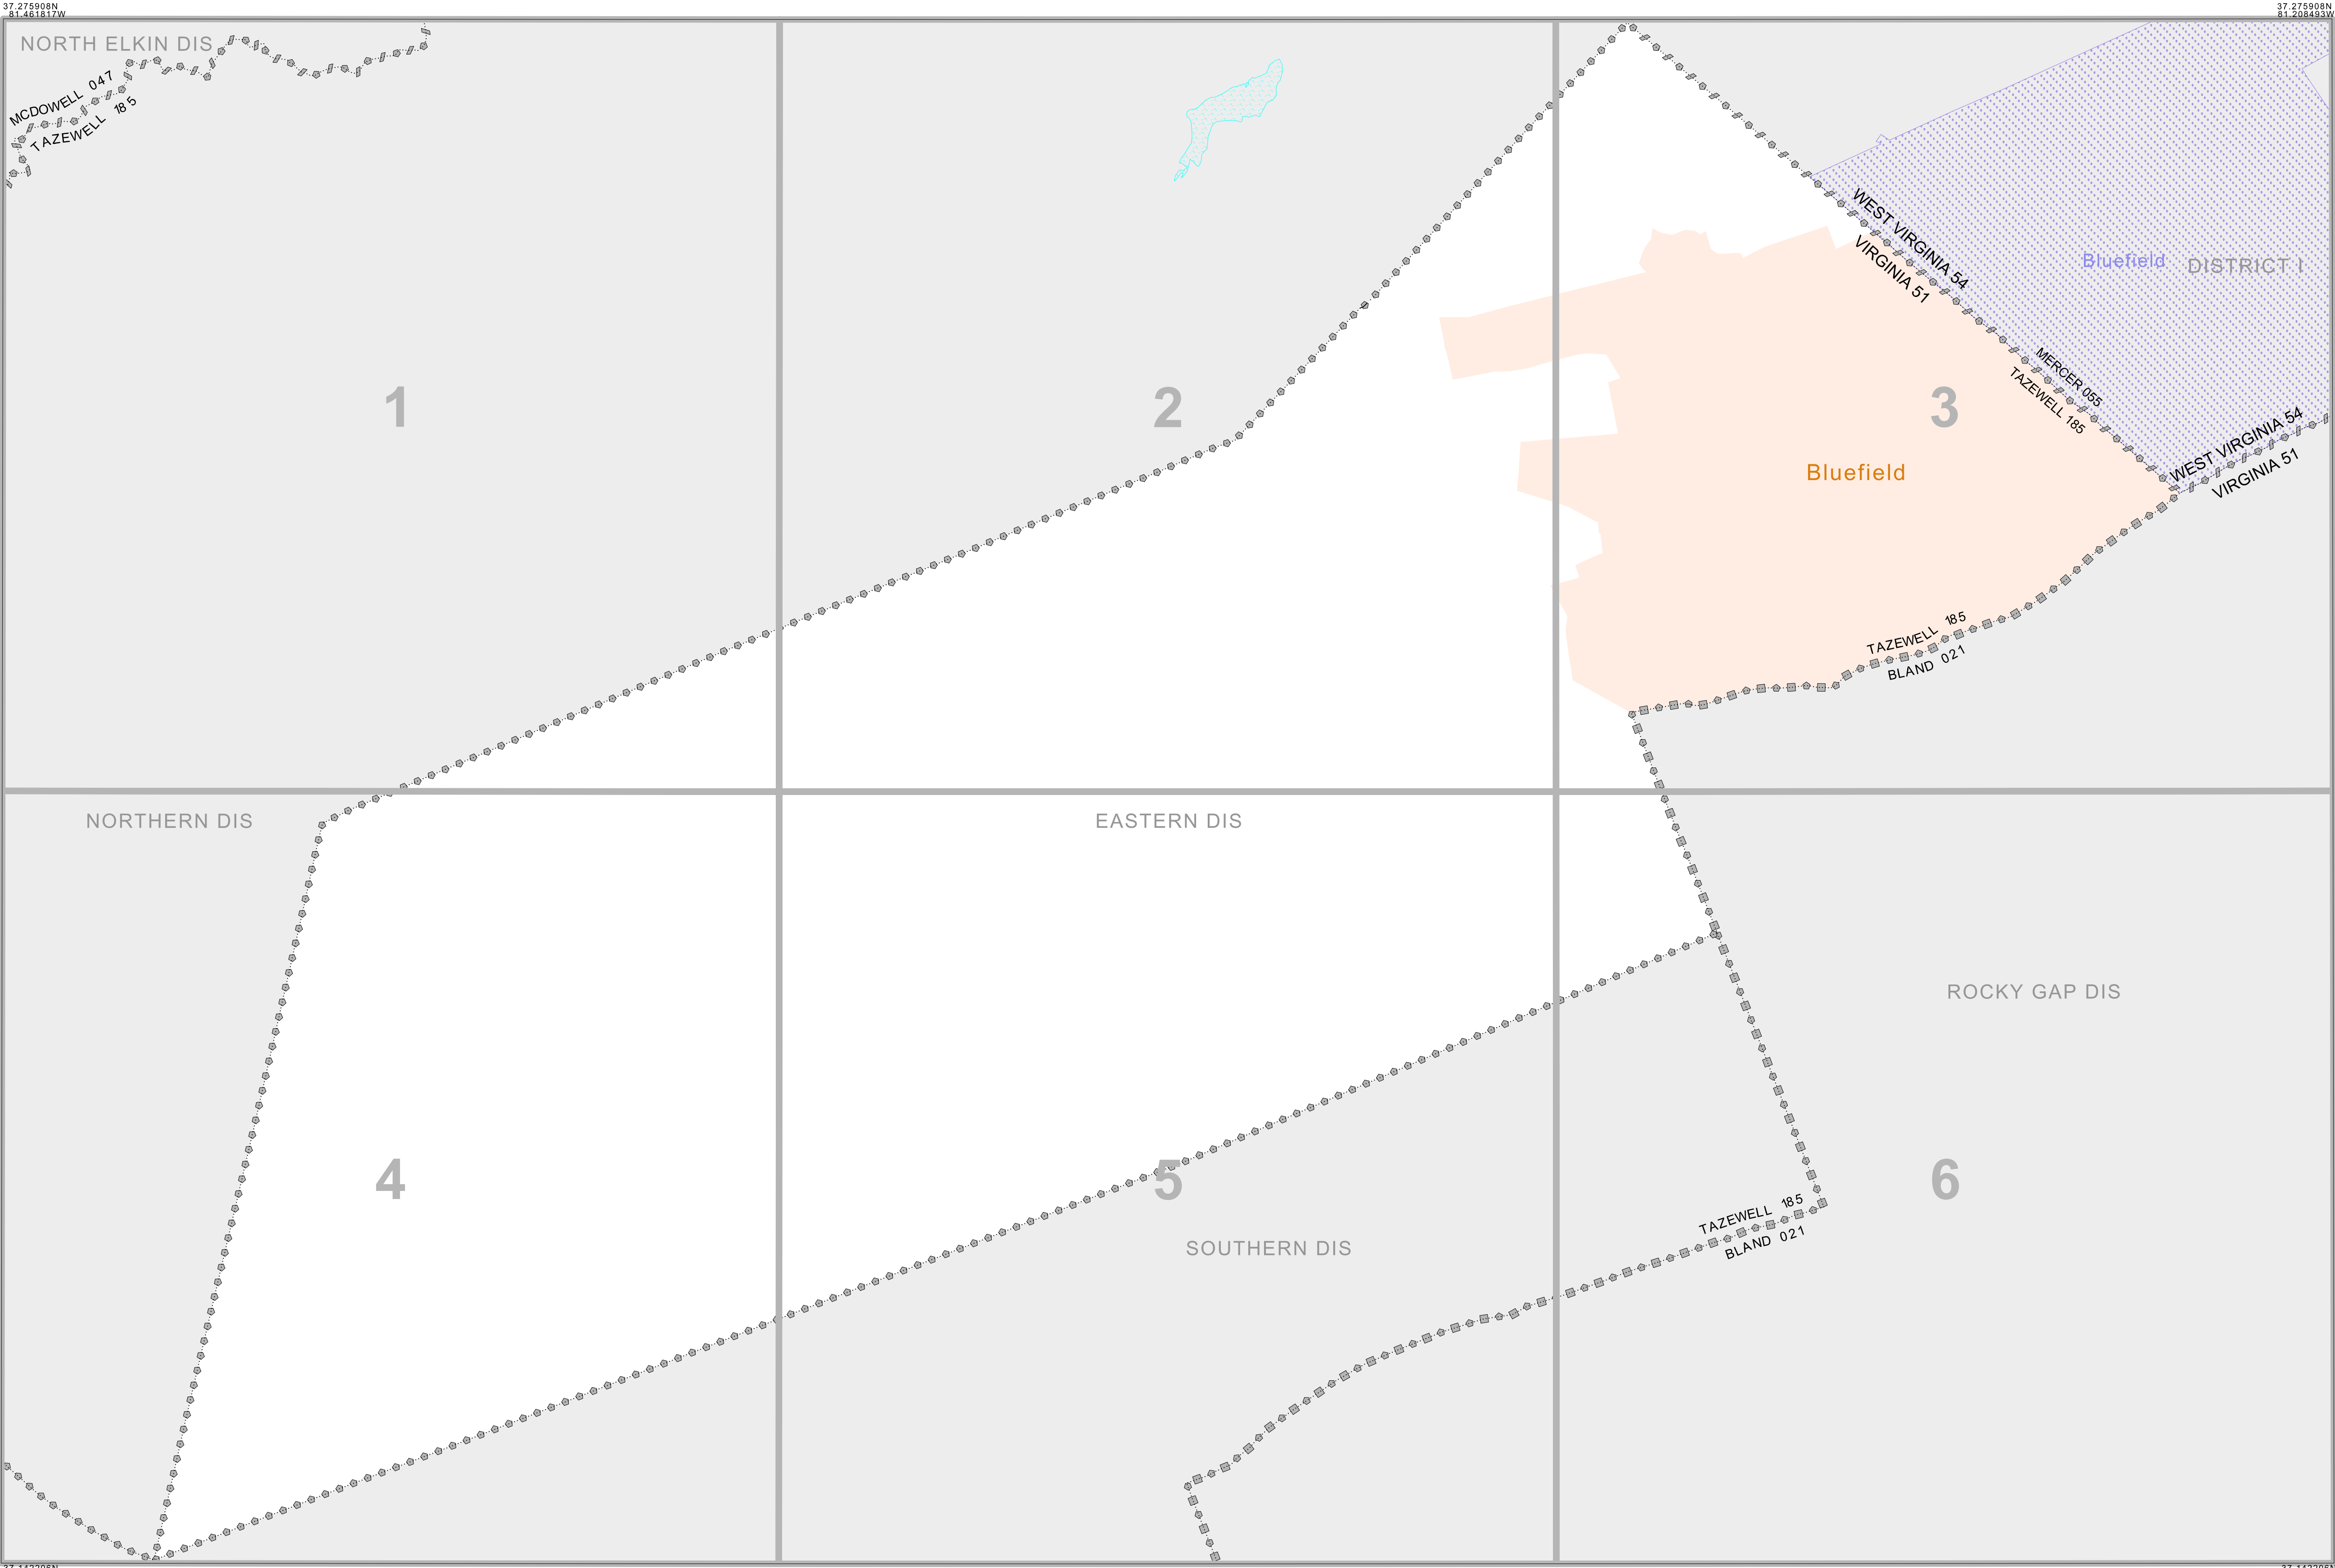 37.275908N
81.461817W
37.275908N
81.208493W
NORTH ELKIN DIS
MCDOWELL 047
TAZEWELL 185
WEST VIRGINIA 54
VIRGINIA 51
Bluefield
DISTRICT I
MERCER 055
TAZEWELL 185
1
2
3
WEST VIRGINIA 54
VIRGINIA 51
Bluefield
TAZEWELL 185
BLAND 021
NORTHERN DIS
EASTERN DIS
ROCKY GAP DIS
4
5
6
TAZEWELL 185
BLAND 021
SOUTHERN DIS